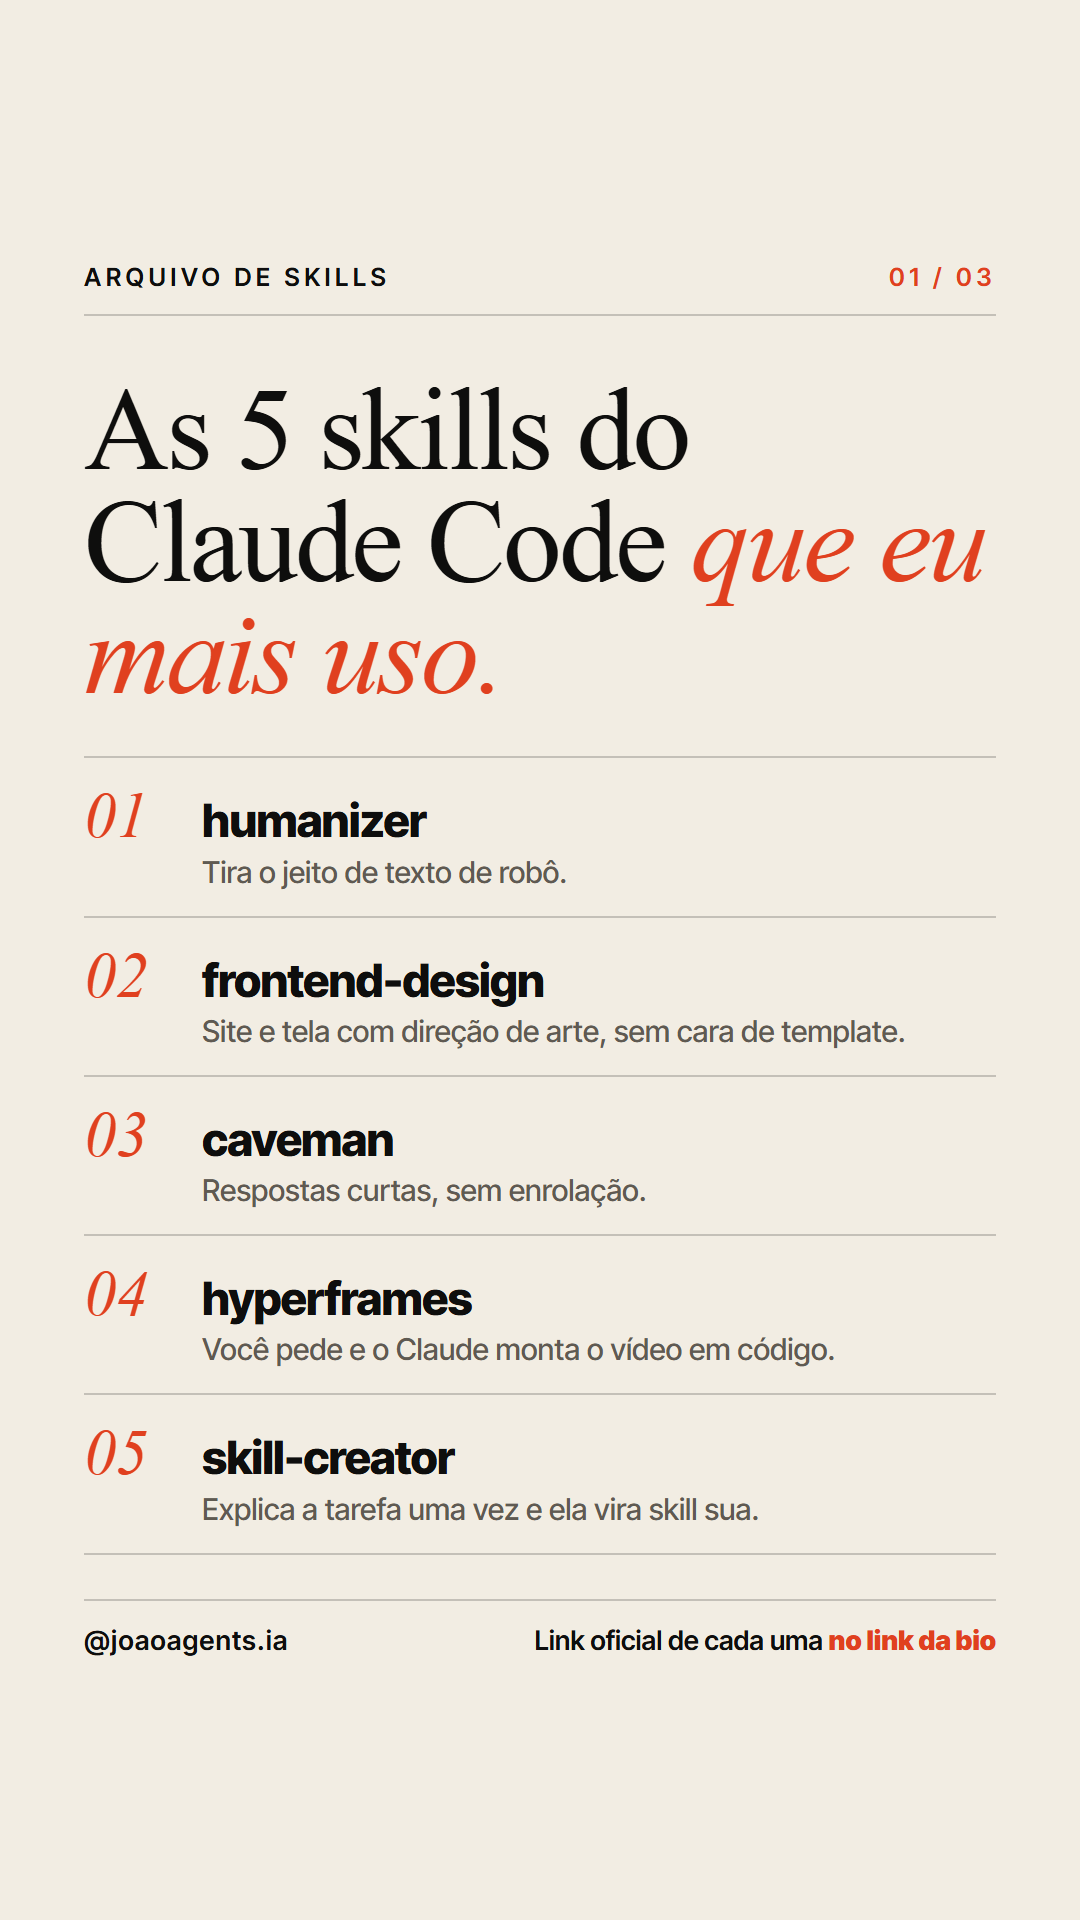 ARQUIVO DE SKILLS
01 / 03
As 5 skills do
Claude Code que eu
mais uso.
01
humanizer
Tira o jeito de texto de robô.
02
frontend-design
Site e tela com direção de arte, sem cara de template.
03
caveman
Respostas curtas, sem enrolação.
04
hyperframes
Você pede e o Claude monta o vídeo em código.
05
skill-creator
Explica a tarefa uma vez e ela vira skill sua.
@joaoagents.ia
Link oficial de cada uma no link da bio